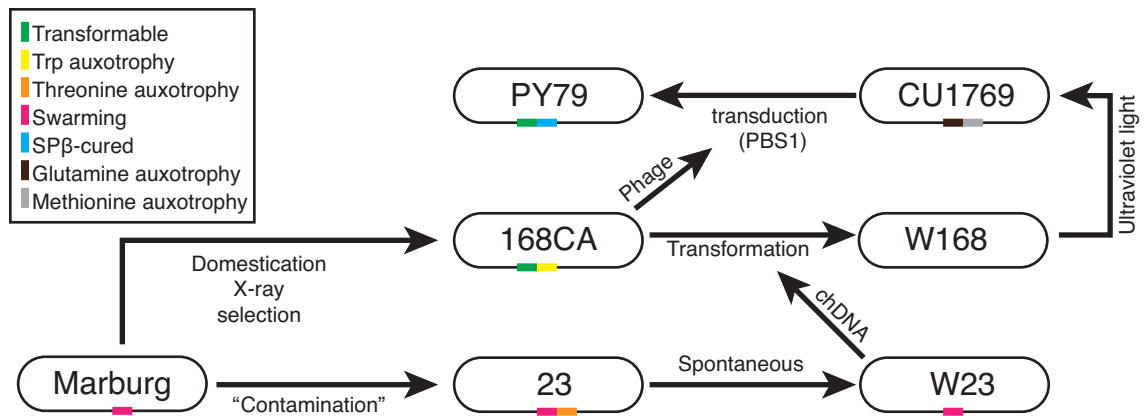 Transformable
Trp auxotrophy
Threonine auxotrophy
Swarming
SPβ-cured
Glutamine auxotrophy
Methionine auxotrophy
PY79
CU1769
transduction
(PBS1)
Phage
Ultraviolet light
168CA
Transformation
W168
Domestication
X-ray
selection
chDNA
Marburg
"Contamination"
23
Spontaneous
W23